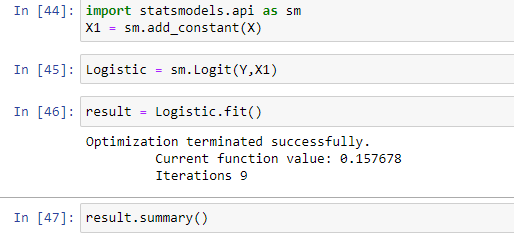 In [44]: import statsmodels.api as sm
X1 = sm.add_constant(X)
In [45]: Logistic = sm.Logit(Y,X1)
In [46]: result = Logistic.fit()
Optimization terminated successfully.
Current function value: 0.157678
Iterations 9
In [47]: result.summary()